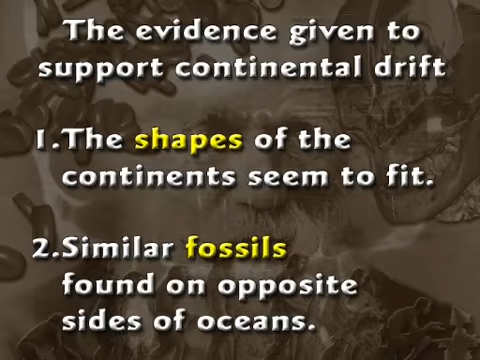 The evidence given to
support continental drift
1.The shapes of the
continents seem to fit.
2.Similar fossils
found on opposite
sides of oceans.